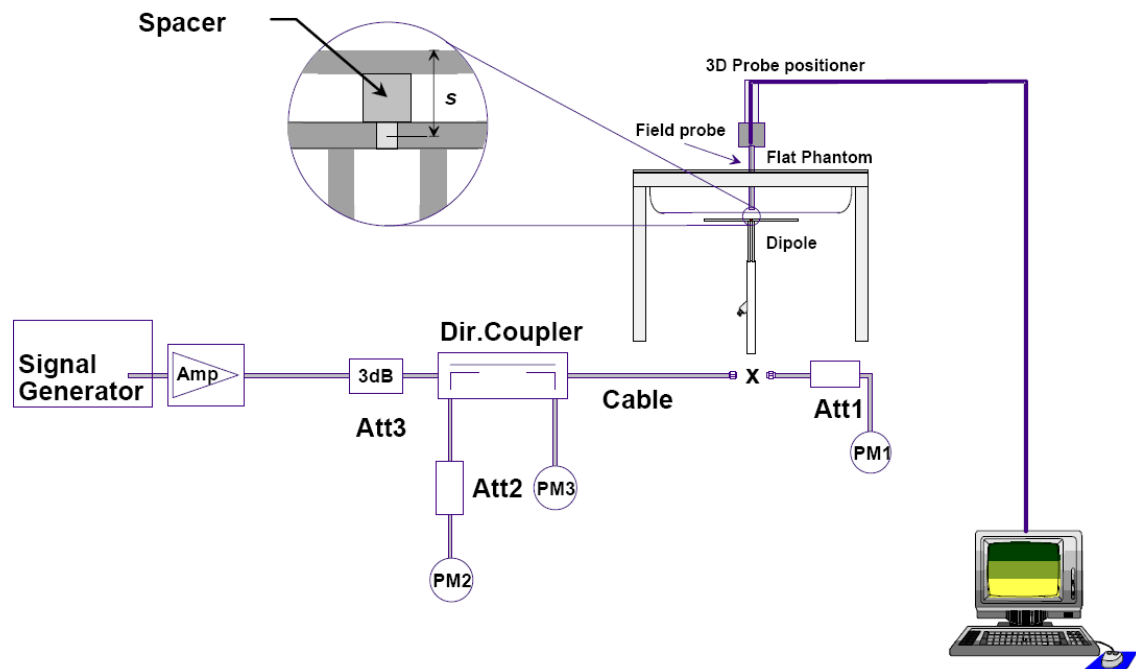 Spacer
s
3D Probe positioner
Field probe
Flat Phantom
Dipole
Signal
Generator
Amp
3dB
Att3
Dir.Coupler
Cable
X
Att1
PM1
Att2
PM3
PM2